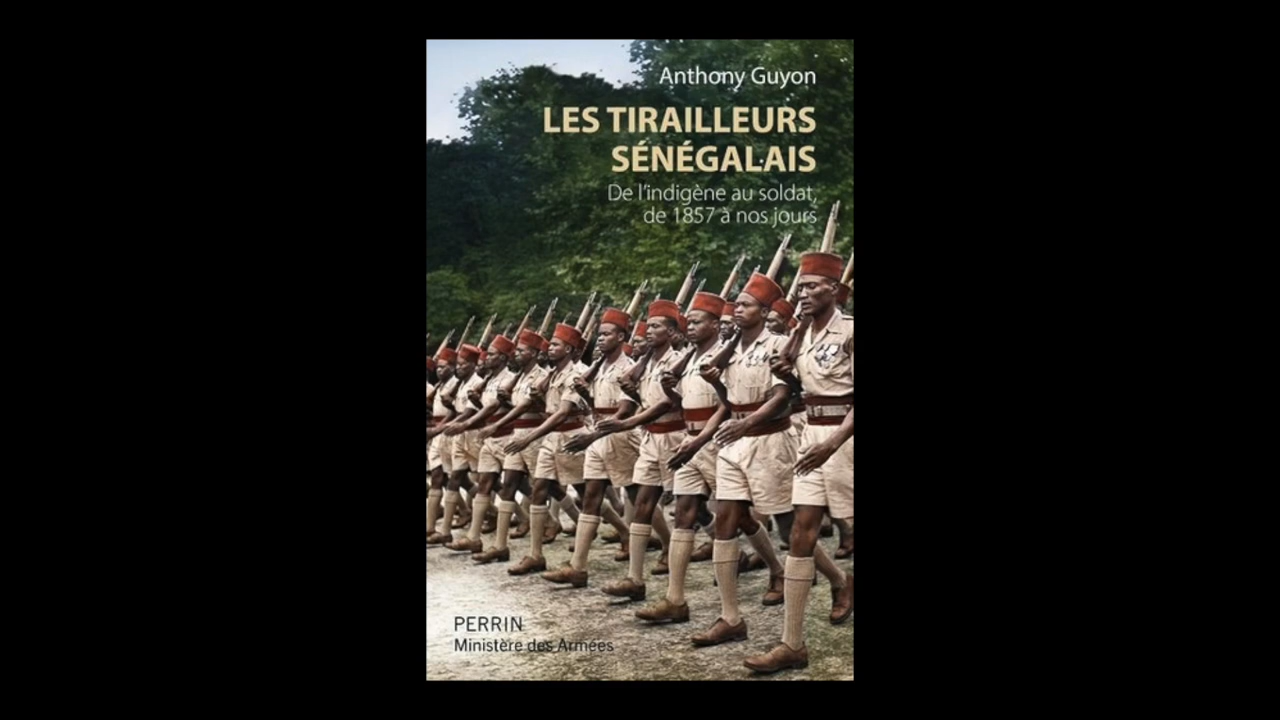 Anthony Guyon
LES TIRAILLEURS
SÉNÉGALAIS
De l'indigène au soldat,
de 1857 à nos jours
PERRIN
Ministère des Armées